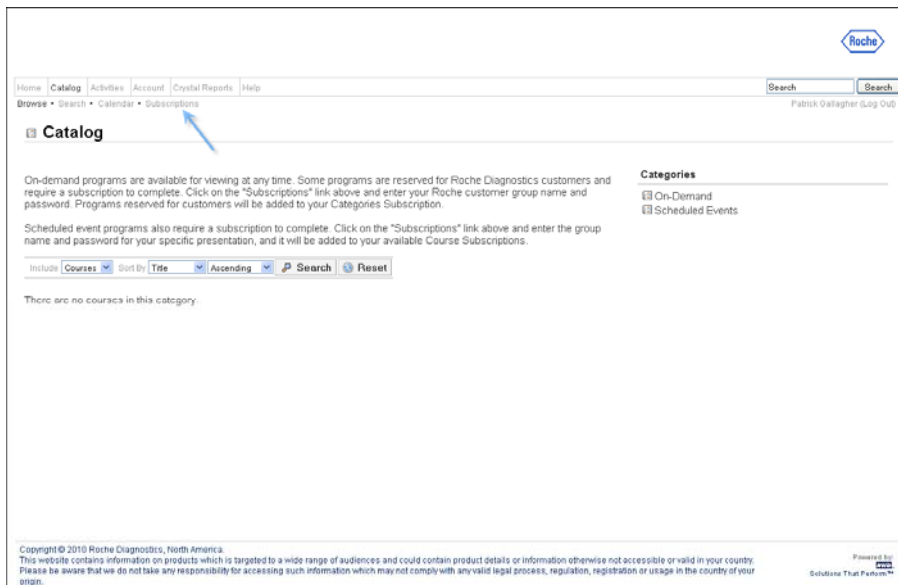 Roche
Home Catalog Activities Account Crystal Reports Help Search Search
Browse • Search • Calendar • Subscriptions Patrick Gallagher (Log Out)
Catalog
On-demand programs are available for viewing at any time. Some programs are reserved for Roche Diagnostics customers and
require a subscription to complete. Click on the "Subscriptions" link above and enter your Roche customer group name and
password. Programs reserved for customers will be added to your Categories Subscription.
Scheduled event programs also require a subscription to complete. Click on the "Subscriptions" link above and enter the group
name and password for your specific presentation, and it will be added to your available Course Subscriptions.
Include Courses Sort By Title Ascending Search Reset
There are no courses in this category.
Categories
On-Demand
Scheduled Events
Copyright © 2010 Roche Diagnostics, North America.
This website contains information on products which is targeted to a wide range of audiences and could contain product details or information otherwise not accessible or valid in your country.
Please be aware that we do not take any responsibility for accessing such information which may not comply with any valid legal process, regulation, registration or usage in the country of your
origin.
Powered by:
Solutions That Perform™